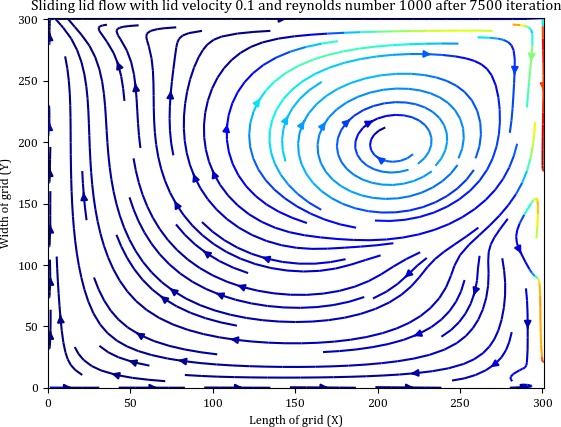 Sliding lid flow with lid velocity 0.1 and reynolds number 1000 after 7500 iteration
300
250
200
150
100
50
0
Width of grid (Y)
0 50 100 150 200 250 300
Length of grid (X)